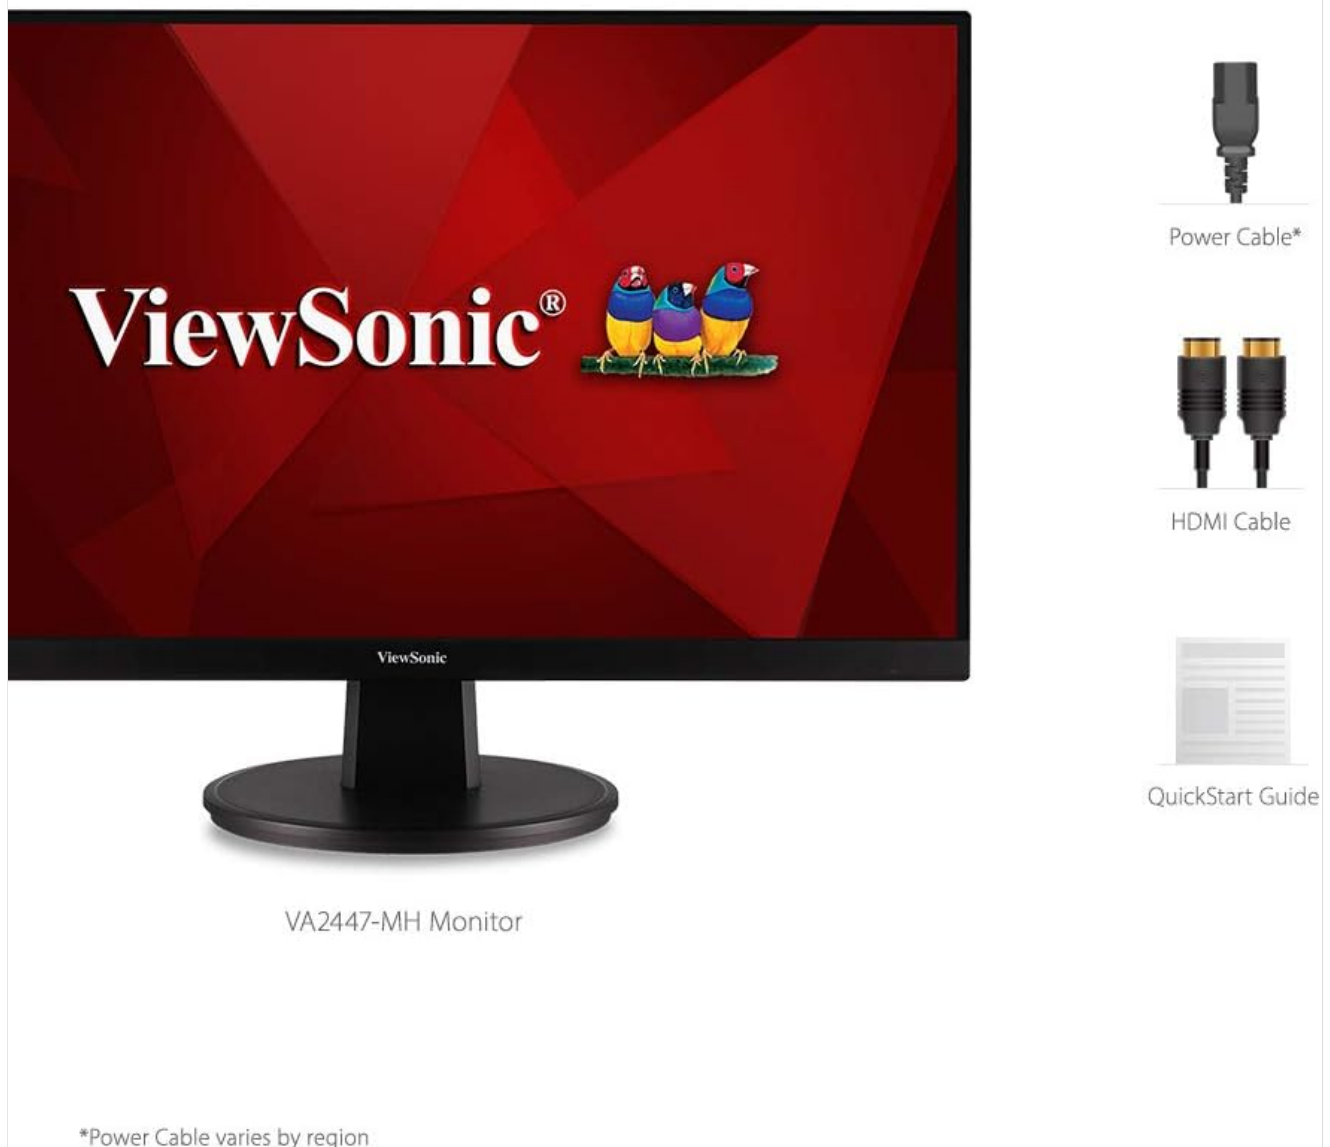 ViewSonic®
ViewSonic
VA2447-MH Monitor
Power Cable*
HDMI Cable
QuickStart Guide
*Power Cable varies by region